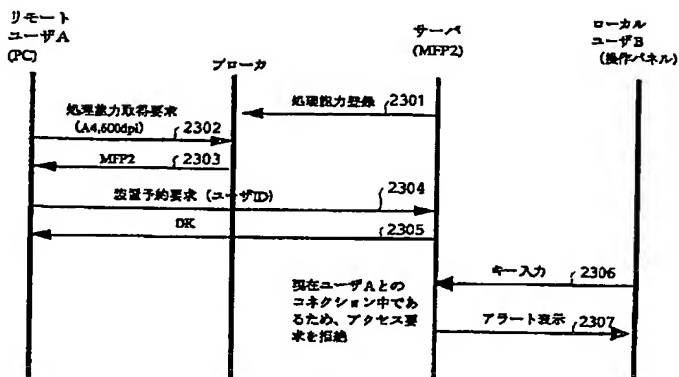 リモート
ユーザA
(PC)
ブローカ
サーバ
(MFP2)
ローカル
ユーザB
(操作パネル)
処理能力登録
2301
処理能力取得要求
(A4,600dpi)
2302
MFP2
2303
装置予約要求 (ユーザID)
2304
OK
2305
キー入力
2306
現在ユーザAとの
コネクション中であ
るため、アクセス要
求を拒絶
アラート表示
2307